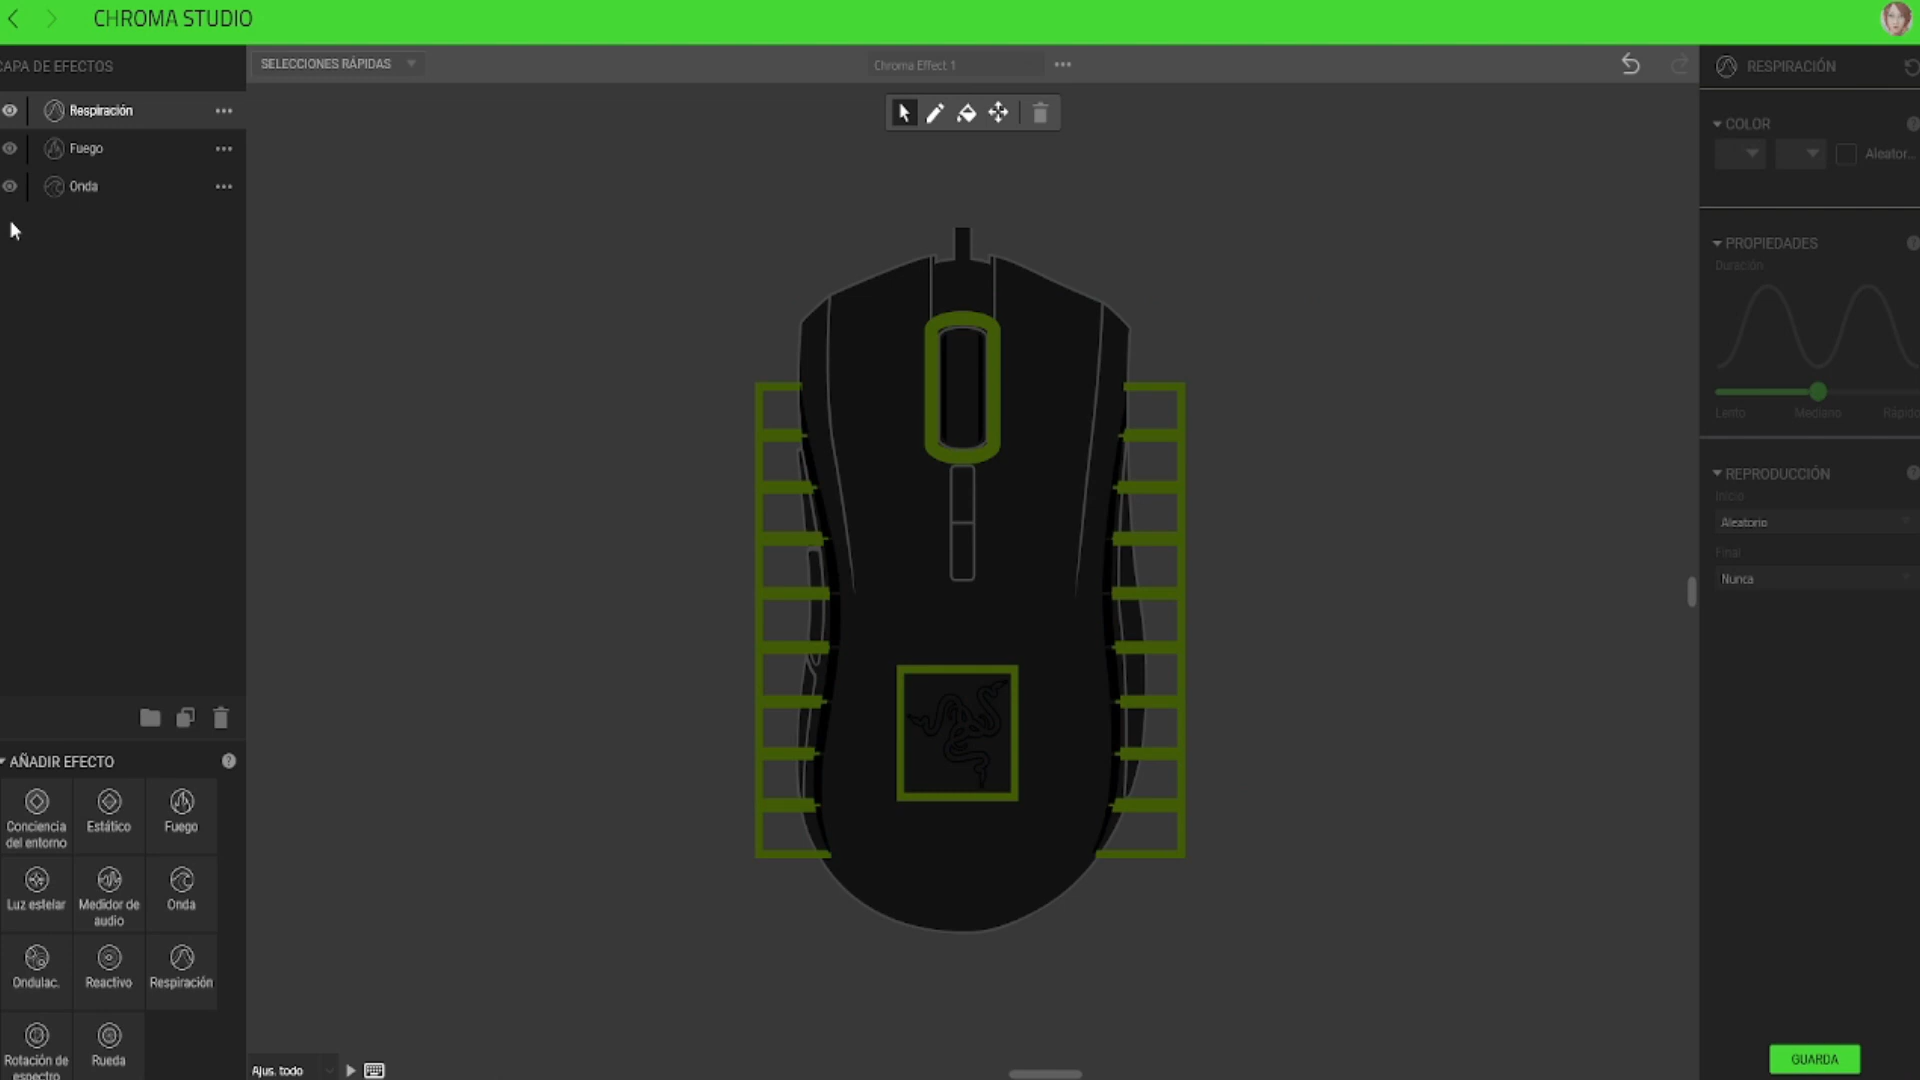 CHROMA STUDIO
CAPA DE EFECTOS
SELECCIONES RÁPIDAS
Chroma Effect 1
RESPIRACIÓN
Respiración
Fuego
Onda
COLOR
Aleator...
PROPIEDADES
Duración
Lento
Mediano
Rápido
REPRODUCCIÓN
Inicio
Aleatorio
Final
Nunca
AÑADIR EFECTO
Conciencia
del entorno
Estático
Fuego
Luz estelar
Medidor de
audio
Onda
Ondulac.
Reactivo
Respiración
Rotación de
espectro
Rueda
Ajus. todo
GUARDA